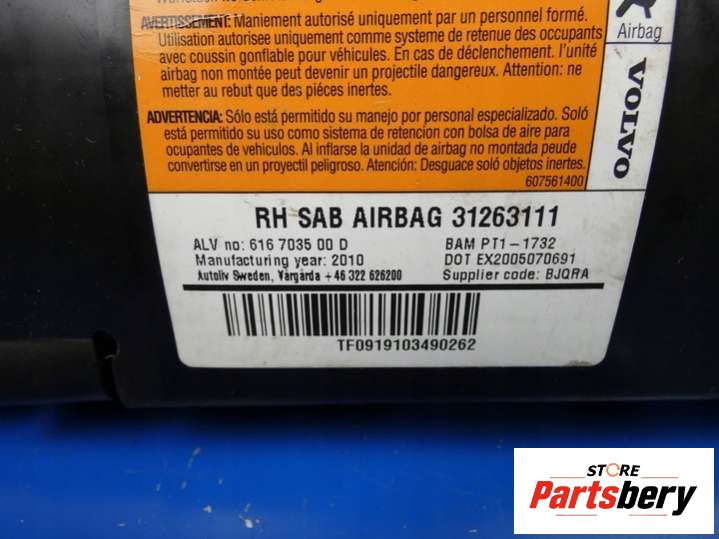 AVERTISSEMENT: Maniement autorisé uniquement par un personnel formé.
Utilisation autorisee uniquement comme systeme de retenue des occupants
avec coussin gonflable pour véhicules. En cas de déclenchement. l'unité
airbag non montée peut devenir un projectile dangereux. Attention: ne
metter au rebut que des piéces inertes.
ADVERTENCIA: Sólo está permitido su manejo por personal especializado. Soló
está permitido su uso como sistema de retención con bolsa de aire para
ocupantes de vehículos. Al inflarse la unidad de airbag no montada peude
convertirse en un proyectil peligroso. Atención: Desguace soló objetos inertes.
607561400
Airbag
VOLVO
RH SAB AIRBAG 31263111
ALV no: 616 7035 00 D
BAM PT1-1732
Manufacturing year: 2010
DOT EX2005070691
Autoliv Sweden, Vårgårda +46 322 626200
Supplier code: BJQRA
TF0919103490262
STORE
Partsbery